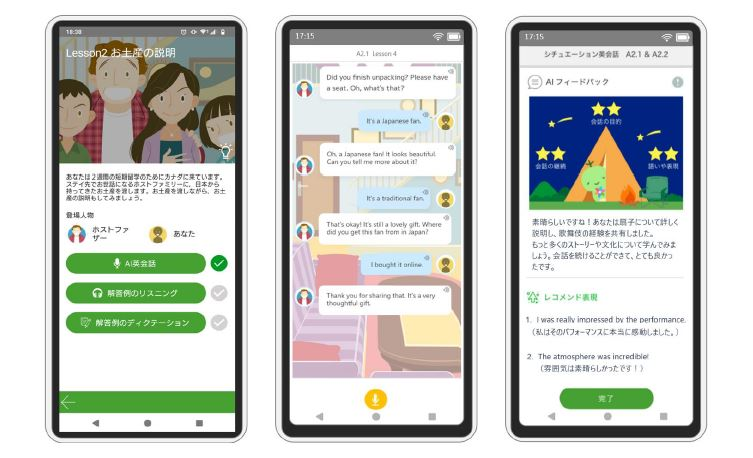 18:38
Lesson2 お土産の説明
あなたは2週間の短期留学のためにカナダに来ています。
ステイ先でお世話になるホストファミリーに、日本から
持ってきたお土産を渡します。お土産を渡しながら、お土
産の説明もしてみましょう。
登場人物
ホストファ
ザー
あなた
AI英会話
解答例のリスニング
解答例のディクテーション
17:15
A2.1 Lesson 4
Did you finish unpacking? Please have
a seat. Oh, what's that?
It's a Japanese fan.
Oh, a Japanese fan! It looks beautiful.
Can you tell me more about it?
It's a traditional fan.
That's okay! It's still a lovely gift. Where
did you get this fan from in Japan?
I bought it online.
Thank you for sharing that. It's a very
thoughtful gift.
17:15
シチュエーション英会話 A2.1 & A2.2
AI フィードバック
会話の目的
会話の継続
語いや表現
素晴らしいですね！あなたは扇子について詳しく
説明し、歌舞伎の経験を共有しました。
もっと多くのストーリーや文化について学んでみま
しょう。会話を続けることができて、とても良かっ
たです。
レコメンド表現
1. I was really impressed by the performance.
（私はそのパフォーマンスに本当に感動しました。）
2. The atmosphere was incredible!
（雰囲気は素晴らしかったです！）
完了